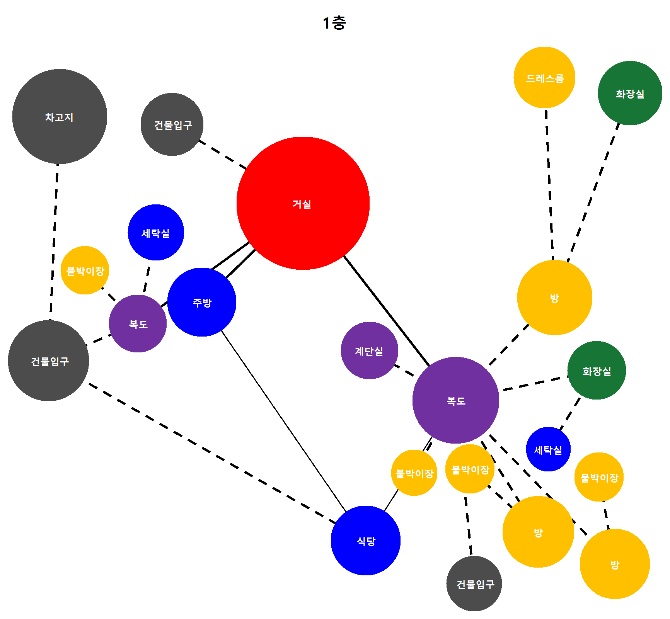 1층
드레스룸
화장실
차고지
건물입구
거실
세탁실
붙박이장
방
주방
복도
계단실
건물입구
화장실
복도
세탁실
붙박이장
붙박이장
붙박이장
방
식당
방
건물입구